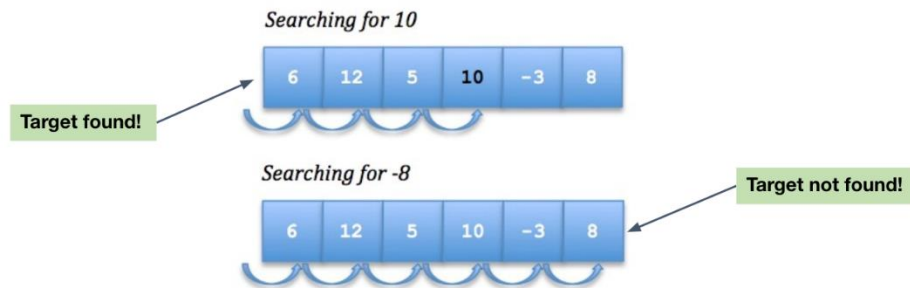 Searching for 10
6 12 5 10 -3 8
Target found!
Searching for -8
Target not found!
6 12 5 10 -3 8